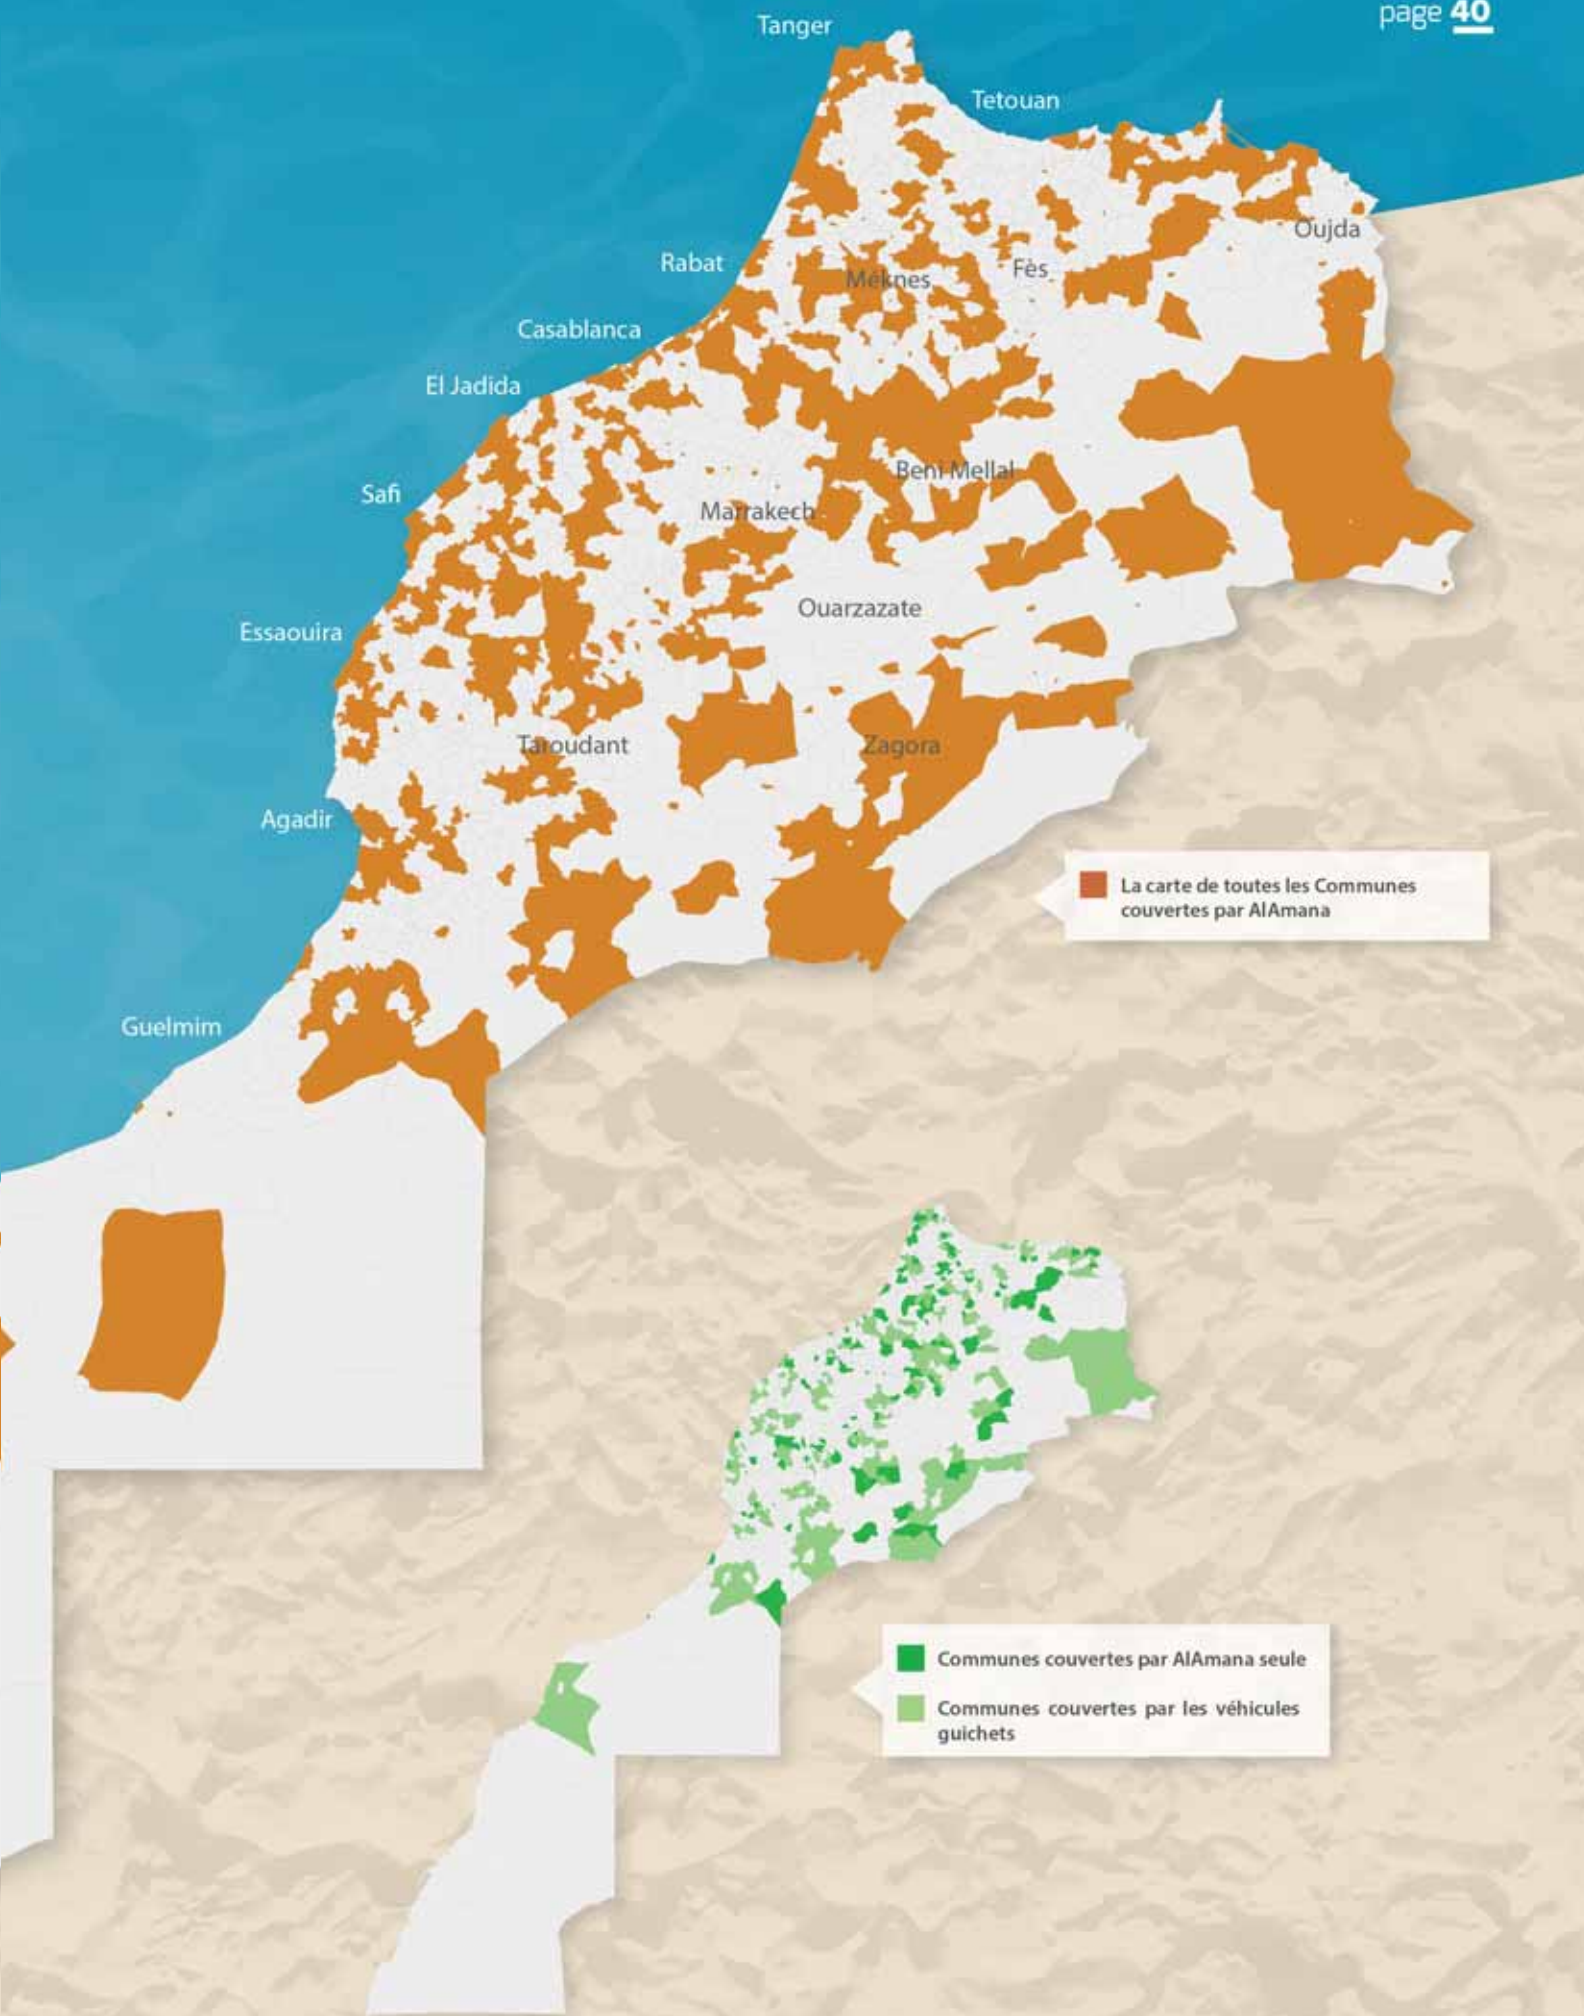 page 40
Tanger
Tetouan
Oujda
Rabat
Méknes
Fès
Casablanca
El Jadida
Beni Mellal
Safi
Marrakech
Ouarzazate
Essaouira
Taroudant
Zagora
Agadir
La carte de toutes les Communes
couvertes par AlAmana
Guelmim
Communes couvertes par AlAmana seule
Communes couvertes par les véhicules
guichets